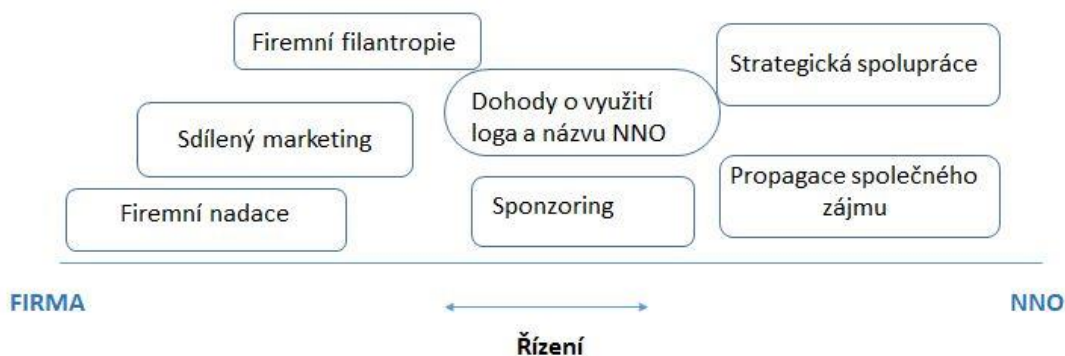 Firemní filantropie
Strategická spolupráce
Dohody o využití
loga a názvu NNO
Sdílený marketing
Propagace společného
zájmu
Sponzoring
Firemní nadace
FIRMA
NNO
Řízení